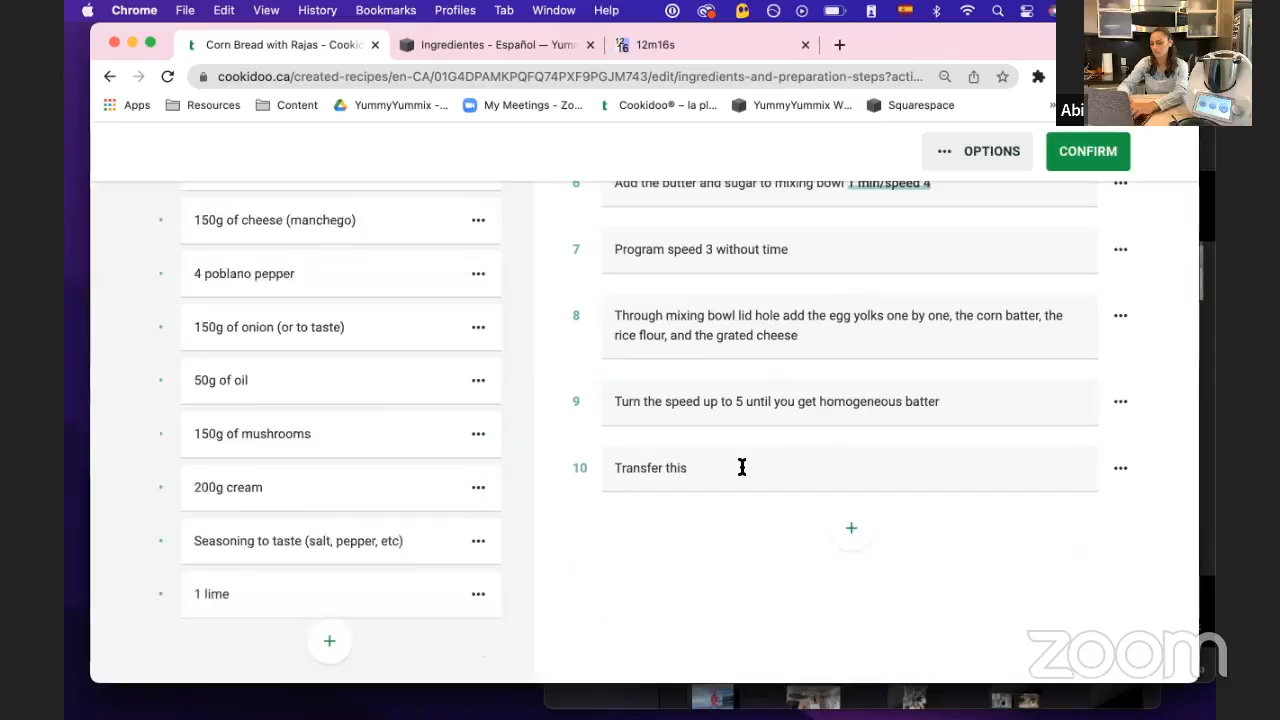 Chrome File Edit View History Bookmarks Profiles Tab Window Help
Corn Bread with Rajas - Cookid
Ingredientes - Español — Yumm
12m16s
cookidoo.ca/created-recipes/en-CA/01G4DPAMKPQFQ74PXF9PGJM743/edit/ingredients-and-preparation-steps?acti...
Apps Resources Content YummyYummix -... My Meetings - Zo... Cookidoo® – la pl... YummyYummix W... Squarespace »
Abi
OPTIONS
CONFIRM
150g of cheese (manchego)
4 poblano pepper
150g of onion (or to taste)
50g of oil
150g of mushrooms
200g cream
Seasoning to taste (salt, pepper, etc)
1 lime
6 Add the butter and sugar to mixing bowl 1 min/speed 4
7 Program speed 3 without time
8 Through mixing bowl lid hole add the egg yolks one by one, the corn batter, the
rice flour, and the grated cheese
9 Turn the speed up to 5 until you get homogeneous batter
10 Transfer this
zoom